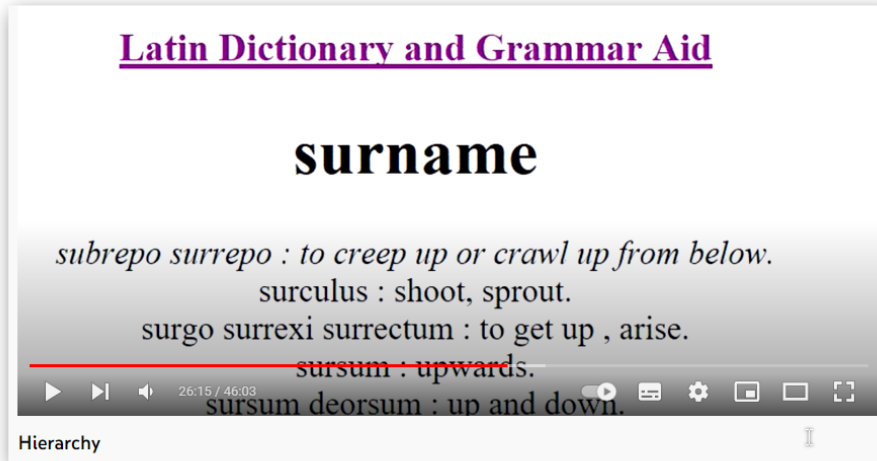 Latin Dictionary and Grammar Aid
surname
subrepo surrepo : to creep up or crawl up from below.
surculus : shoot, sprout.
surgo surrexi surrectum : to get up , arise.
sursum : upwards.
26:15 / 46:03
sursum deorsum : up and down.
Hierarchy